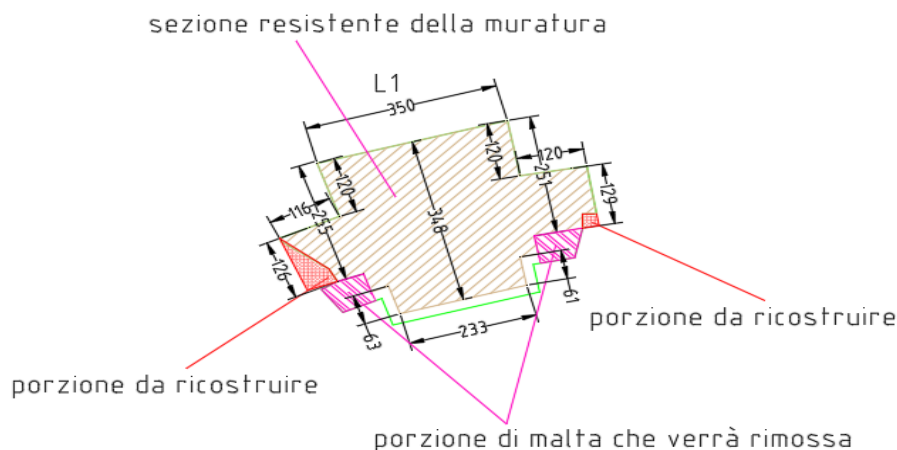 sezione resistente della muratura
L1
350
120
120
120
251
129
116
255
120
348
126
61
63
233
porzione da ricostruire
porzione da ricostruire
porzione di malta che verrà rimossa